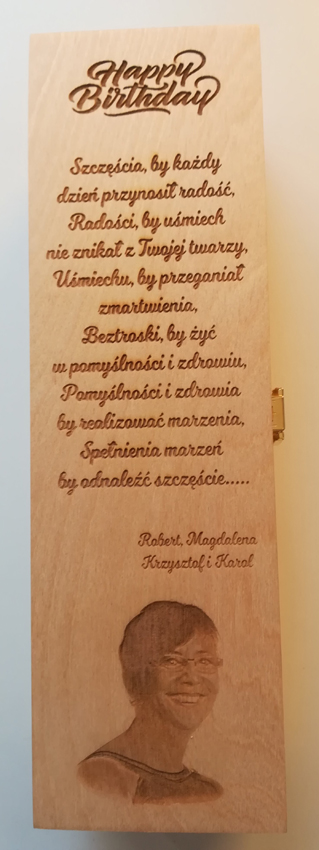 Happy
Birthday
Szczęścia, by każdy
dzień przynosił radość,
Radości, by uśmiech
nie znikał z Twojej twarzy,
Uśmiechu, by przeganiał
zmartwienia,
Beztroski, by żyć
w pomyślności i zdrowiu,
Pomyślności i zdrowia
by realizować marzenia,
Spełnienia marzeń
by odnaleźć szczęście.....
Robert, Magdalena
Krzysztof i Karol